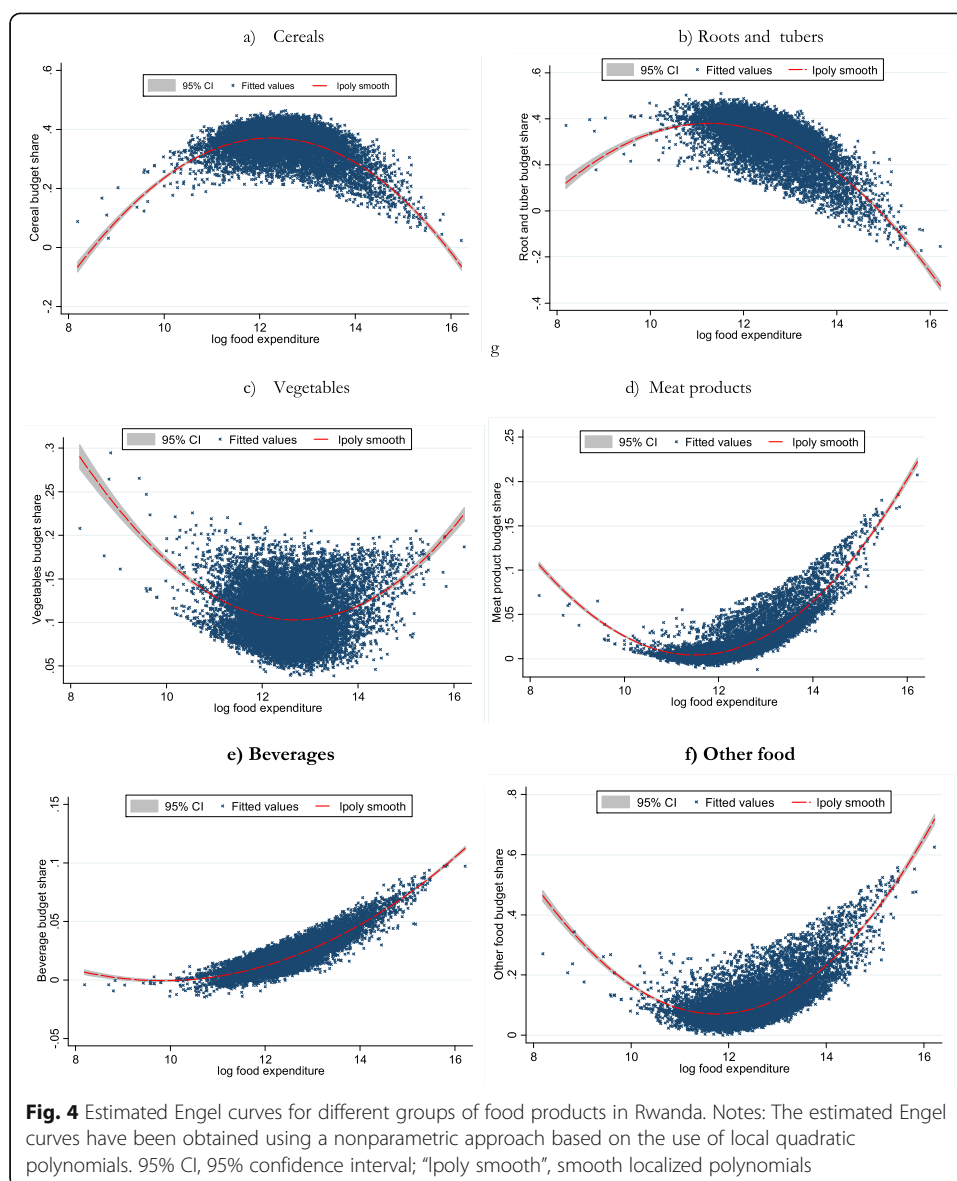 a) Cereals
b) Roots and tubers
95% CI Fitted values lpoly smooth
95% CI Fitted values lpoly smooth
Cereal budget share
.6
.4
.2
0
-.2
8 10 12 14 16
log food expenditure
Root and tuber budget share
.6
.4
.2
0
-.2
-.4
8 10 12 14 16
log food expenditure
g
c) Vegetables
d) Meat products
95% CI Fitted values lpoly smooth
95% CI Fitted values lpoly smooth
Vegetables budget share
.3
.25
.2
.15
.1
.05
8 10 12 14 16
log food expenditure
Meat product budget share
.25
.2
.15
.1
.05
0
8 10 12 14 16
log food expenditure
e) Beverages
f) Other food
95% CI Fitted values lpoly smooth
95% CI Fitted values lpoly smooth
Beverage budget share
.15
.1
.05
0
-.05
8 10 12 14 16
log food expenditure
Other food budget share
.8
.6
.4
.2
0
8 10 12 14 16
log food expenditure
Fig. 4 Estimated Engel curves for different groups of food products in Rwanda. Notes: The estimated Engel
curves have been obtained using a nonparametric approach based on the use of local quadratic
polynomials. 95% CI, 95% confidence interval; “lpoly smooth”, smooth localized polynomials